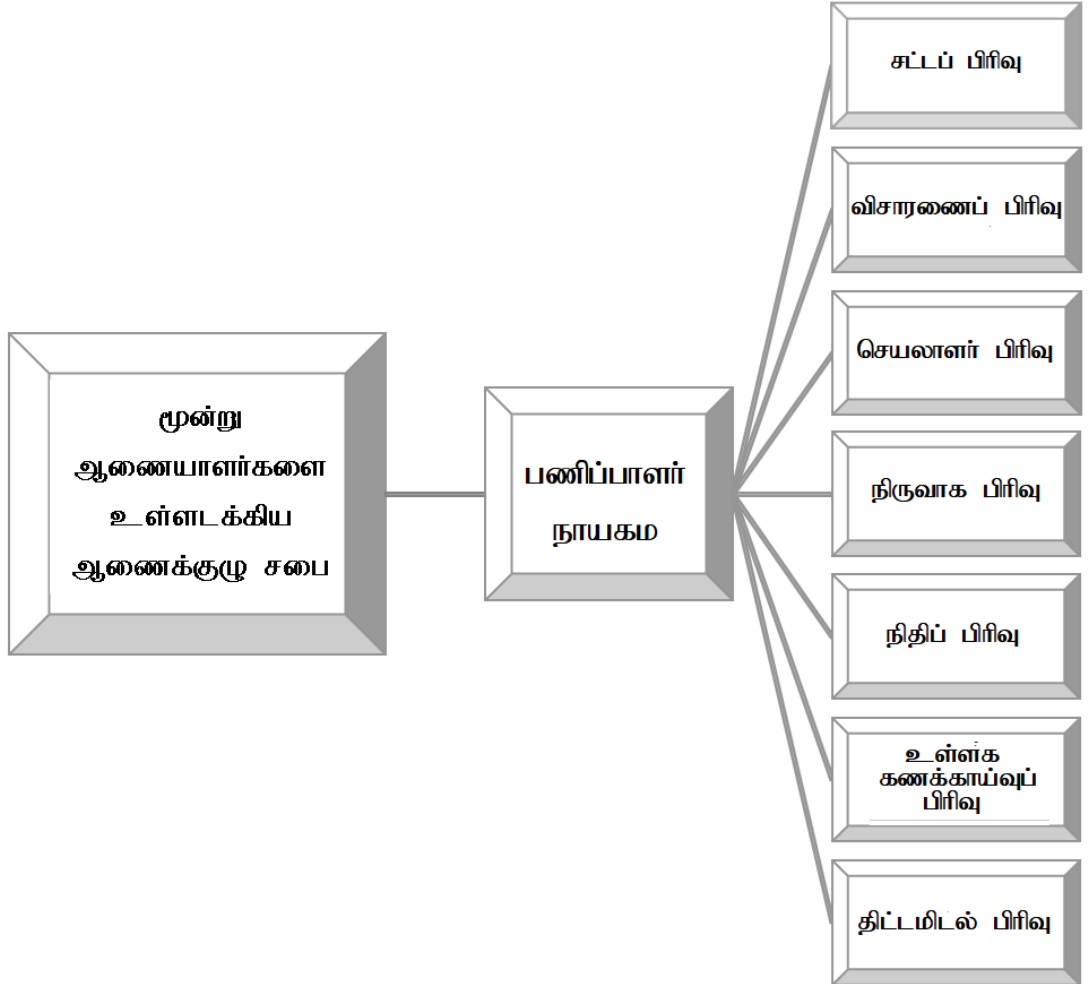 மூன்று
ஆணையாளர்களை
உள்ளடக்கிய
ஆணைக்குழு சபை
பணிப்பாளர்
நாயகம
சட்டப் பிரிவு
விசாரணைப் பிரிவு
செயலாளர் பிரிவு
நிருவாக பிரிவு
நிதிப் பிரிவு
உள்ளக
கணக்காய்வுப்
பிரிவு
திட்டமிடல் பிரிவு